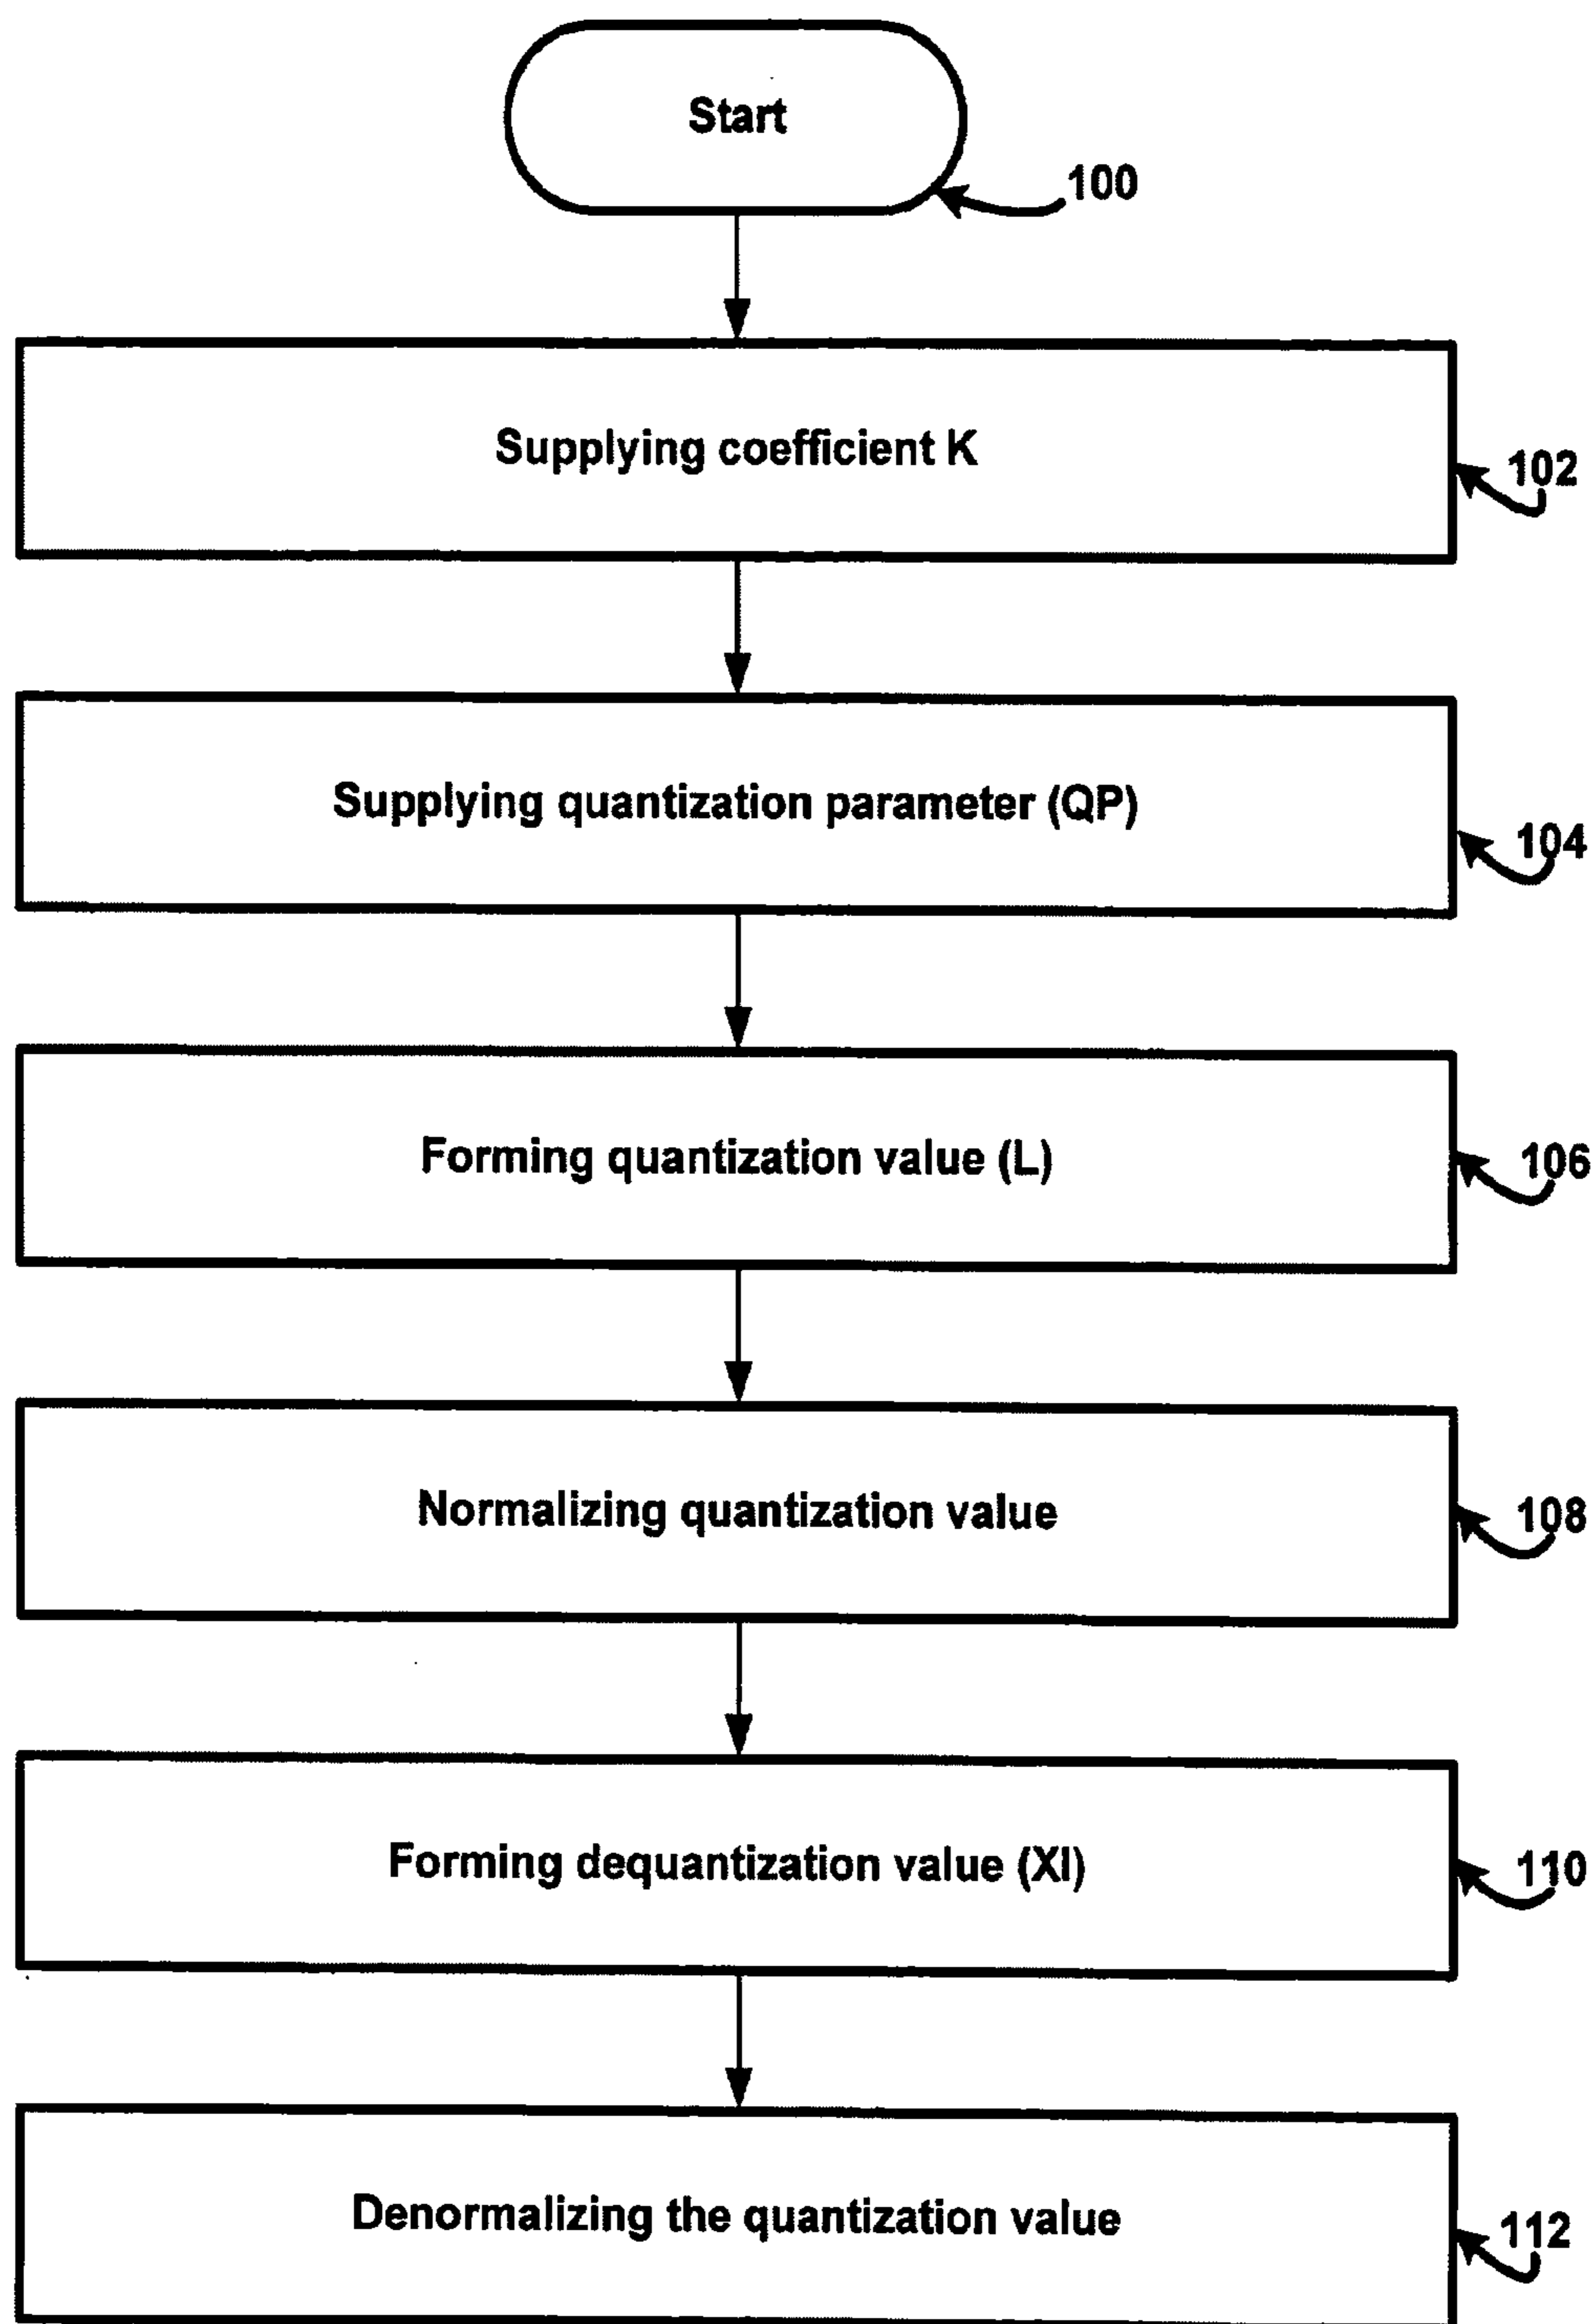 Start
100
Supplying coefficient K
102
Supplying quantization parameter (QP)
104
Forming quantization value (L)
106
Normalizing quantization value
108
Forming dequantization value (XI)
110
Denormalizing the quantization value
112